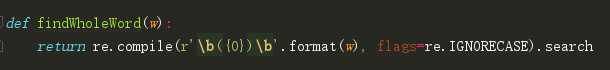 def findWholeWord(w):
    return re.compile(r'\b({0})\b'.format(w), flags=re.IGNORECASE).search